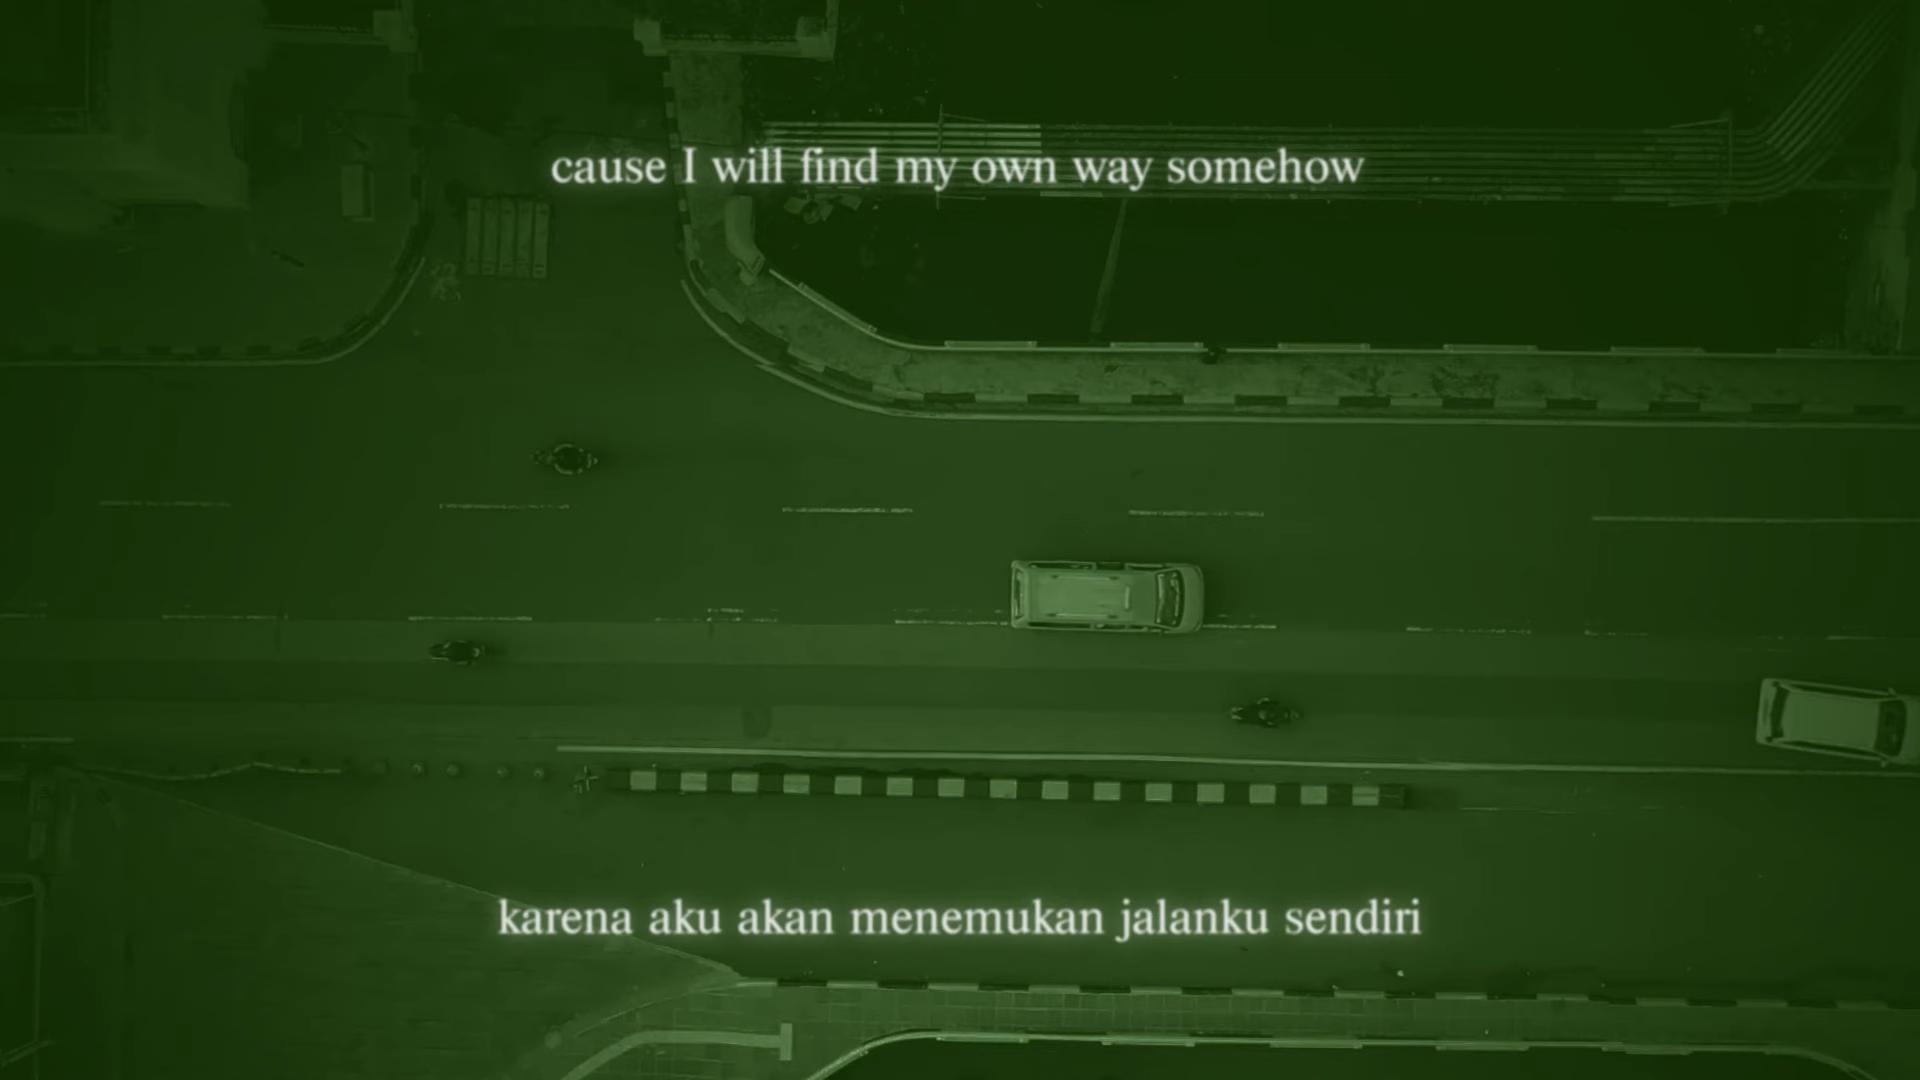 cause I will find my own way somehow
karena aku akan menemukan jalanku sendiri